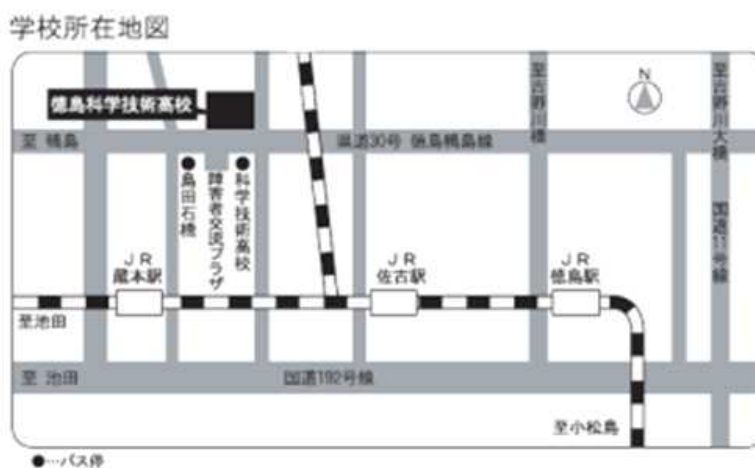 学校所在地図
徳島科学技術高校
至吉野川橋
N
至吉野川大橋
至 鴨島
県道30号 徳島鴨島線
島田石橋
障害者交流プラザ
科学技術高校
国道11号線
JR
蔵本駅
JR
佐古駅
JR
徳島駅
至池田
至 池田
国道192号線
至小松島
●…バス停